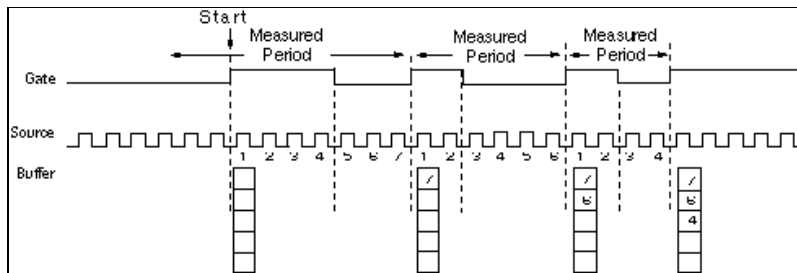 Start
Measured Period
Measured Period
Measured Period
Gate
Source
1 2 3 4 5 6 7 1 2 3 4 5 6 1 2 3 4
Buffer
7 7 7
6 6
4